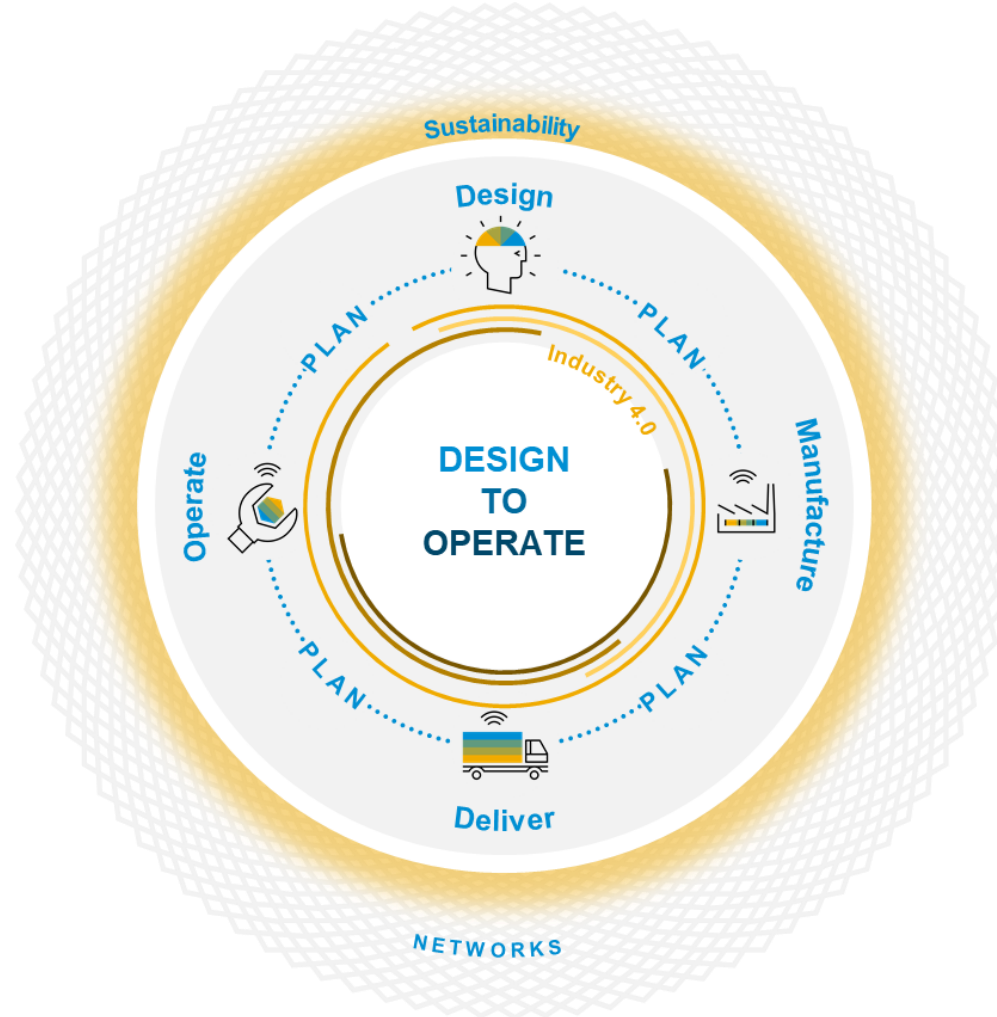 Sustainability
Design
PLAN
PLAN
Industry 4.0
Operate
DESIGN
TO
OPERATE
Manufacture
PLAN
PLAN
Deliver
NETWORKS